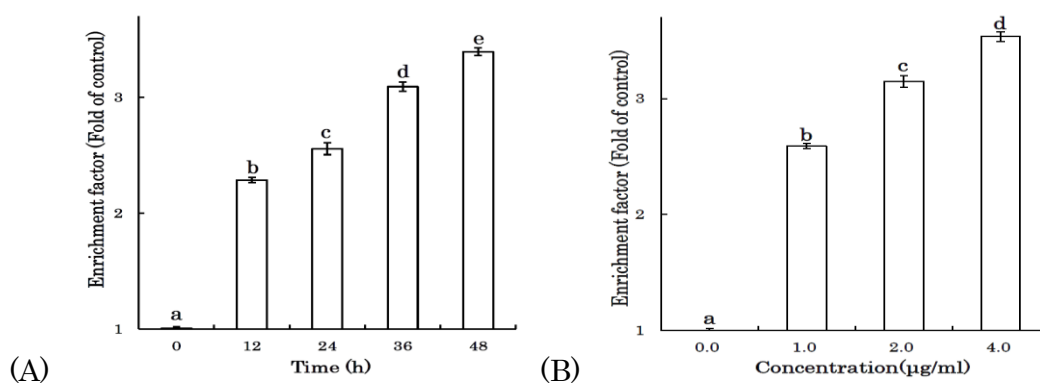 Enrichment factor (Fold of control)
3
2
1
a
b
c
d
e
0 12 24 36 48
Time (h)
(A)
Enrichment factor (Fold of control)
3
2
1
a
b
c
d
0.0 1.0 2.0 4.0
Concentration(µg/ml)
(B)